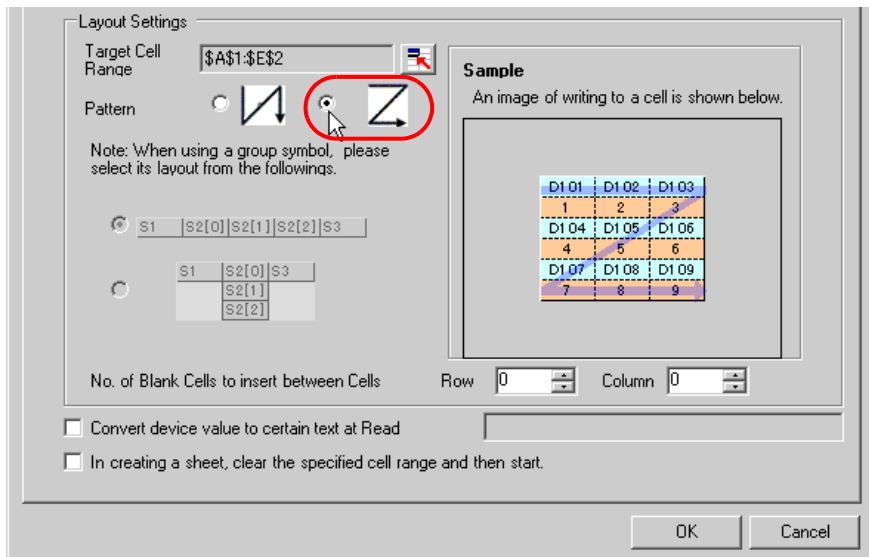 Layout Settings
Target Cell
Range
$A$1:$E$2
Pattern
Note: When using a group symbol, please
select its layout from the followings.
S1 S2[0] S2[1] S2[2] S3
S1 S2[0] S3
S2[1]
S2[2]
Sample
An image of writing to a cell is shown below.
D101 D102 D103
1 2 3
D104 D105 D106
4 5 6
D107 D108 D109
7 8 9
No. of Blank Cells to insert between Cells Row 0 Column 0
Convert device value to certain text at Read
In creating a sheet, clear the specified cell range and then start.
OK Cancel